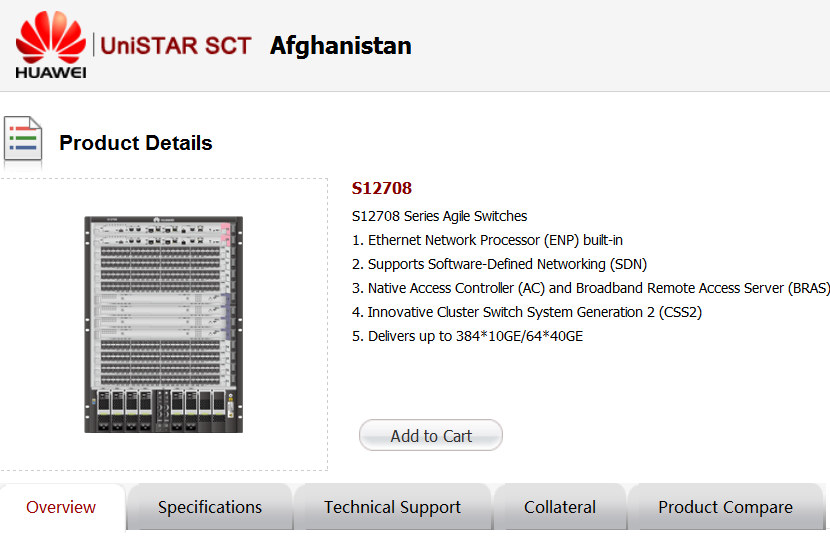 HUAWEI
UniSTAR SCT
Afghanistan
Product Details
S12708
S12708 Series Agile Switches
1. Ethernet Network Processor (ENP) built-in
2. Supports Software-Defined Networking (SDN)
3. Native Access Controller (AC) and Broadband Remote Access Server (BRAS)
4. Innovative Cluster Switch System Generation 2 (CSS2)
5. Delivers up to 384*10GE/64*40GE
Add to Cart
Overview
Specifications
Technical Support
Collateral
Product Compare